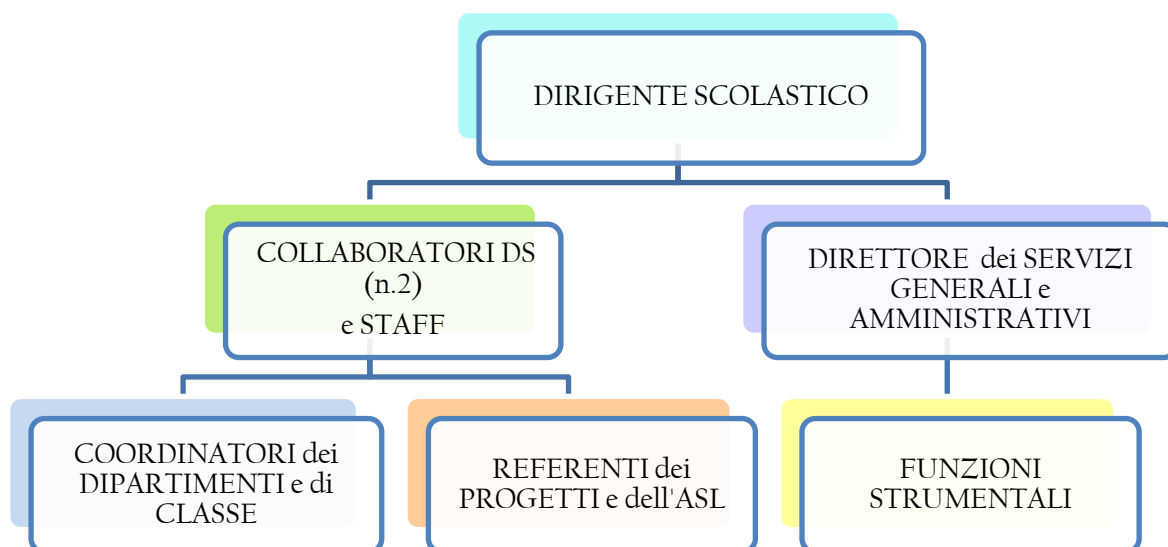 DIRIGENTE SCOLASTICO
COLLABORATORI DS
(n.2)
e STAFF
DIRETTORE dei SERVIZI
GENERALI e
AMMINISTRATIVI
COORDINATORI dei
DIPARTIMENTI e di
CLASSE
REFERENTI dei
PROGETTI e dell'ASL
FUNZIONI
STRUMENTALI